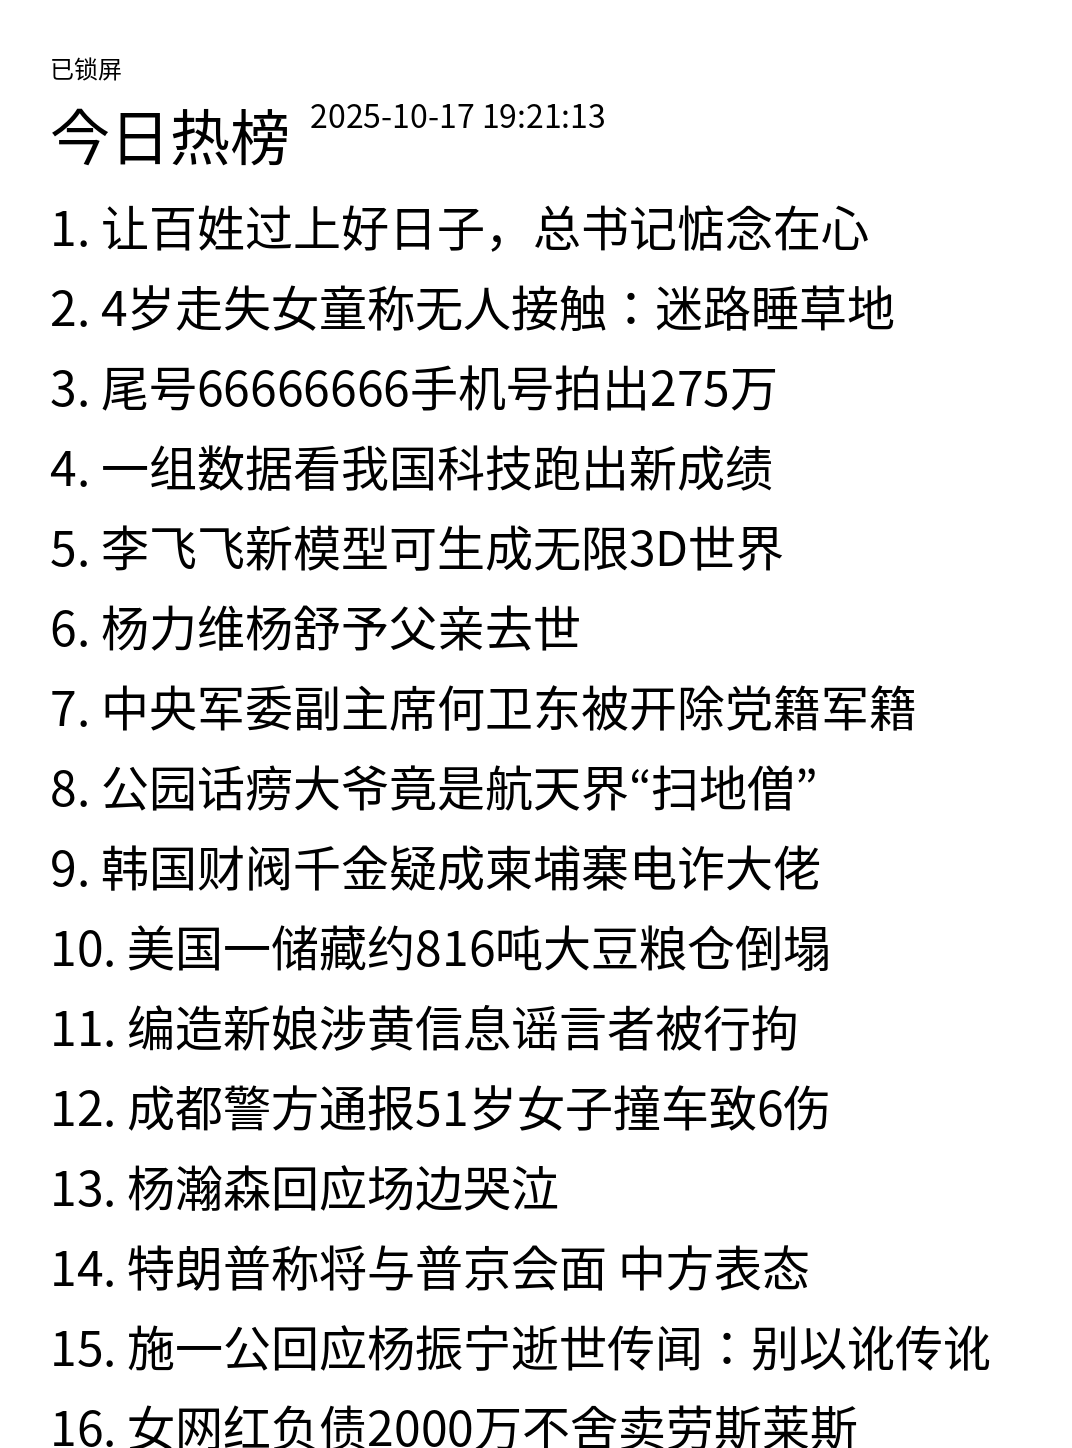 已锁屏
今日热榜 2025-10-17 19:21:13
1. 让百姓过上好日子，总书记惦念在心
2. 4岁走失女童称无人接触：迷路睡草地
3. 尾号66666666手机号拍出275万
4. 一组数据看我国科技跑出新成绩
5. 李飞飞新模型可生成无限3D世界
6. 杨力维杨舒予父亲去世
7. 中央军委副主席何卫东被开除党籍军籍
8. 公园话痨大爷竟是航天界“扫地僧”
9. 韩国财阀千金疑成柬埔寨电诈大佬
10. 美国一储藏约816吨大豆粮仓倒塌
11. 编造新娘涉黄信息谣言者被行拘
12. 成都警方通报51岁女子撞车致6伤
13. 杨瀚森回应场边哭泣
14. 特朗普称将与普京会面 中方表态
15. 施一公回应杨振宁逝世传闻：别以讹传讹
16. 女网红负债2000万不舍卖劳斯莱斯